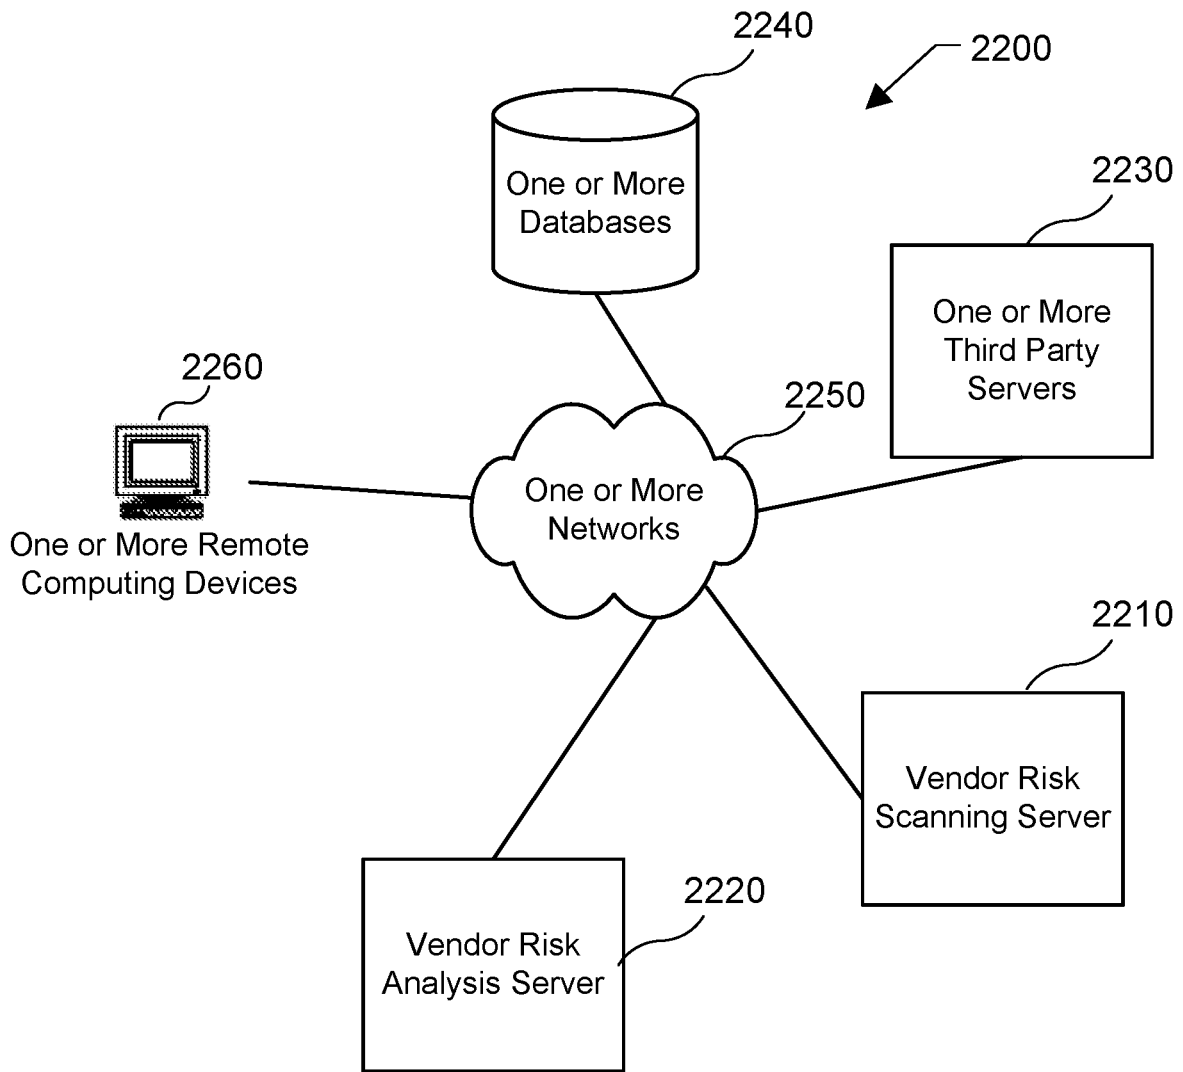 2240
2200
One or More
Databases
2230
One or More
Third Party
Servers
2260
2250
One or More
Networks
One or More Remote
Computing Devices
2210
Vendor Risk
Scanning Server
2220
Vendor Risk
Analysis Server